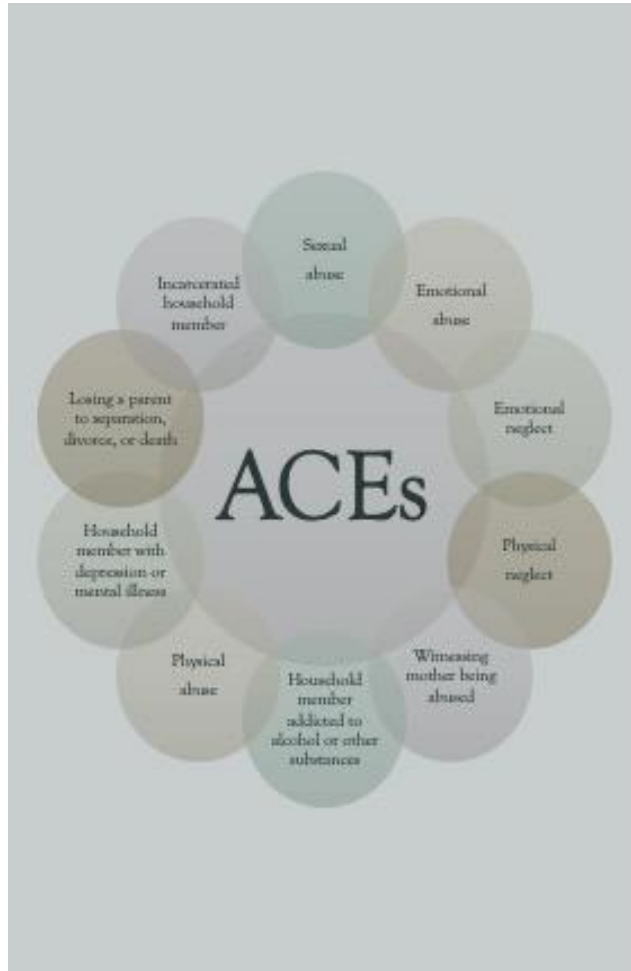 Sexual
abuse
Emotional
abuse
Emotional
neglect
Physical
neglect
Witnessing
mother being
abused
Household
member
addicted to
alcohol or other
substances
Physical
abuse
Household
member with
depression or
mental illness
Losing a parent
to separation,
divorce, or death
Incarcerated
household
member
ACEs